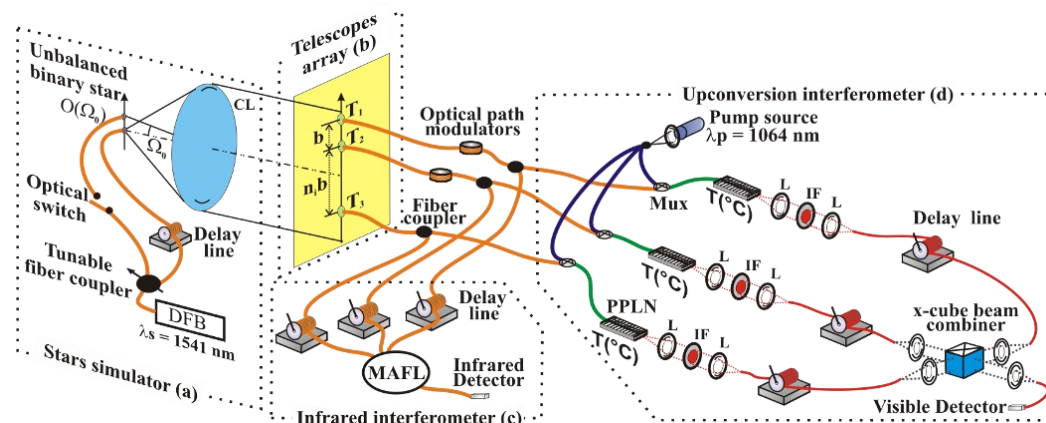 Unbalanced
binary star
O(Ω₀)
Ω₀
CL
Optical
switch
Delay
line
Tunable
fiber coupler
DFB
λs = 1541 nm
Stars simulator (a)
Telescopes
array (b)
T₁
b
T₂
n₁b
T₃
Optical path
modulators
Fiber
coupler
Delay
line
MAFL
Infrared
Detector
Infrared interferometer (c)
Upconversion interferometer (d)
Pump source
λp = 1064 nm
Mux
T(°C)
L
IF
L
Delay line
T(°C)
L
IF
L
PPLN
T(°C)
L
IF
L
x-cube beam
combiner
Visible Detector